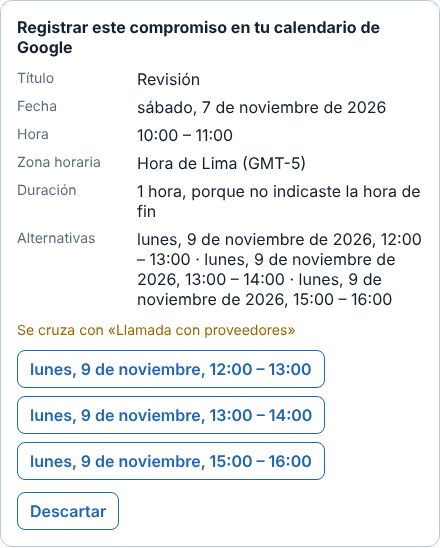 Registrar este compromiso en tu calendario de
Google
Título
Revisión
Fecha
sábado, 7 de noviembre de 2026
Hora
10:00 – 11:00
Zona horaria
Hora de Lima (GMT-5)
Duración
1 hora, porque no indicaste la hora de
fin
Alternativas
lunes, 9 de noviembre de 2026, 12:00
– 13:00 · lunes, 9 de noviembre de
2026, 13:00 – 14:00 · lunes, 9 de
noviembre de 2026, 15:00 – 16:00
Se cruza con «Llamada con proveedores»
lunes, 9 de noviembre, 12:00 – 13:00
lunes, 9 de noviembre, 13:00 – 14:00
lunes, 9 de noviembre, 15:00 – 16:00
Descartar